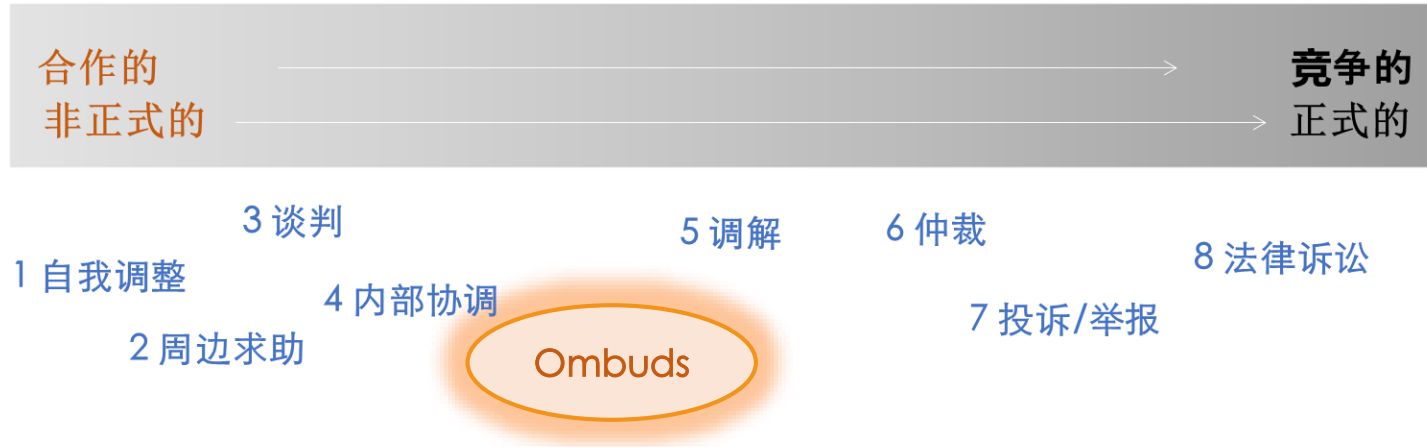 合作的
非正式的
竞争的
正式的
3 谈判
5 调解
6 仲裁
8 法律诉讼
1 自我调整
4 内部协调
7 投诉/举报
2 周边求助
Ombuds